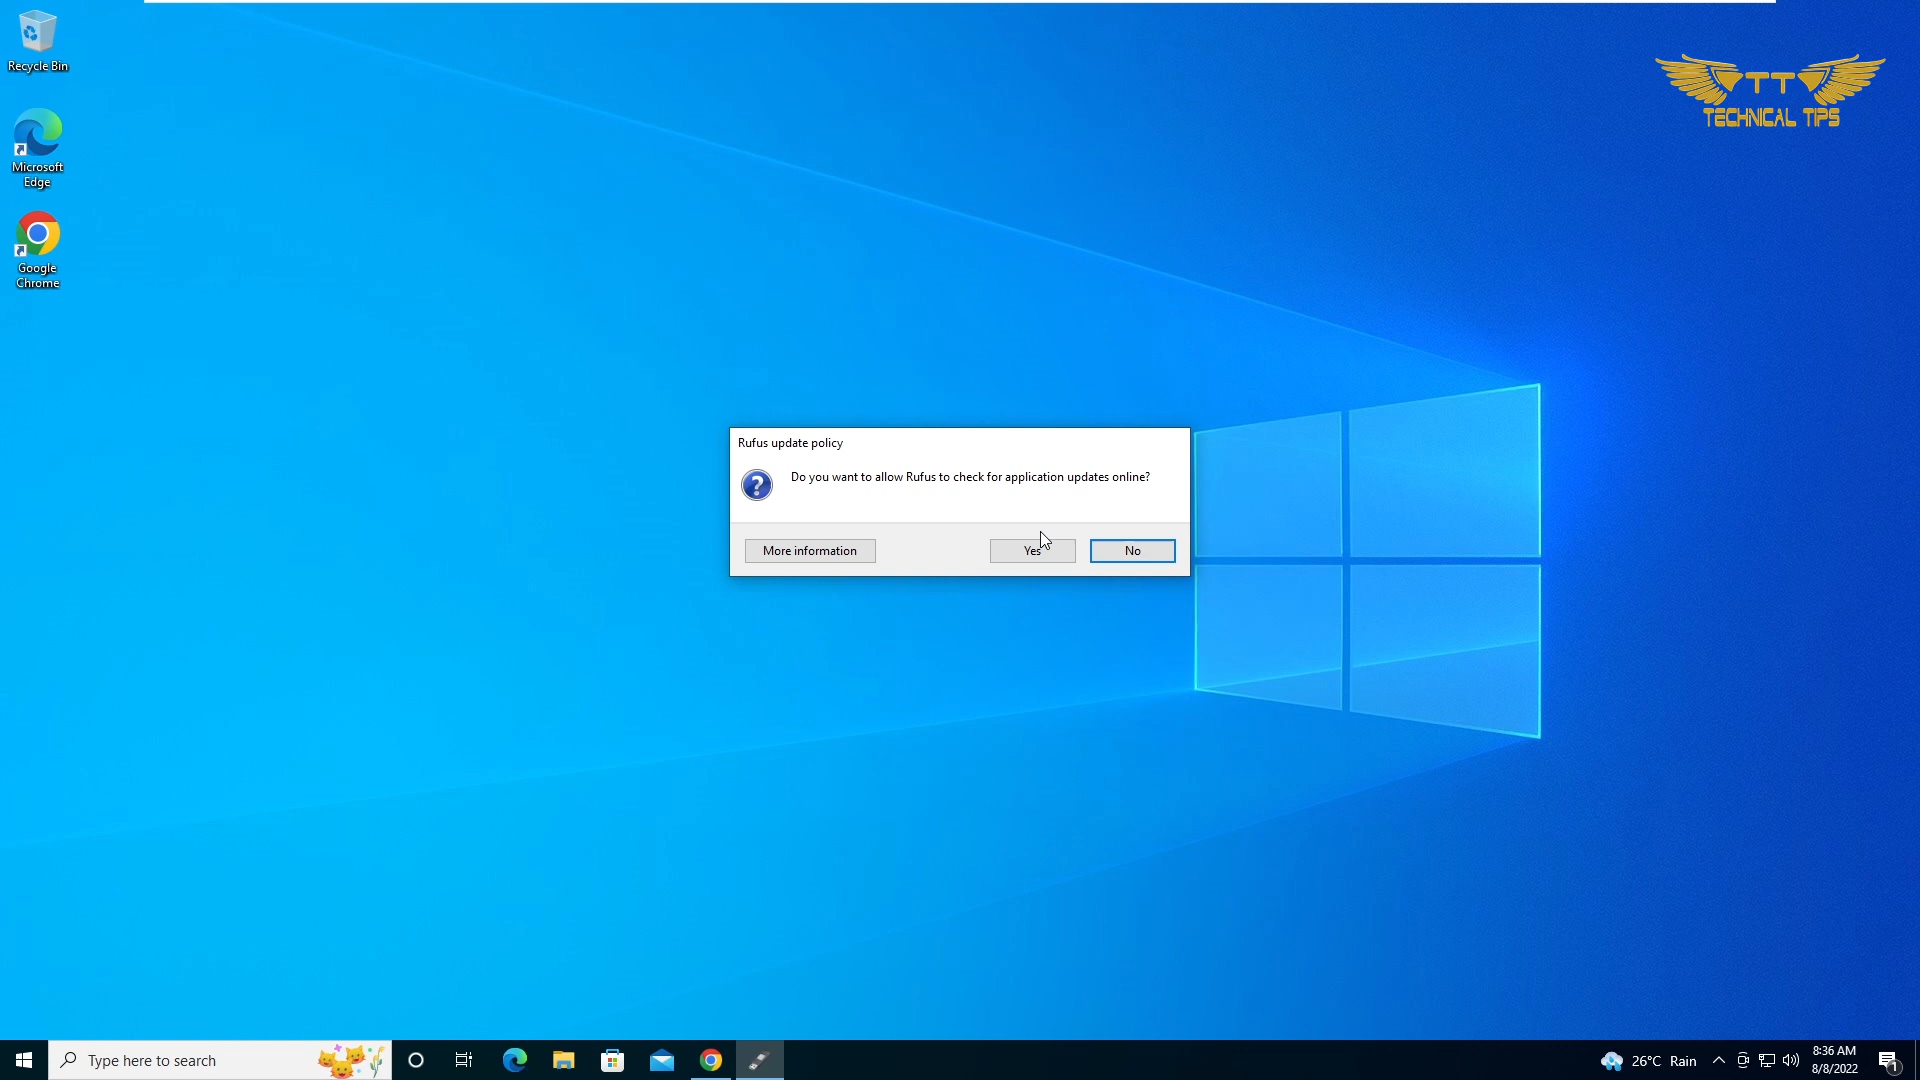 Recycle Bin
Microsoft
Edge
Google
Chrome
TT
TECHNICAL TIPS
Rufus update policy
?
Do you want to allow Rufus to check for application updates online?
More information
Yes
No
Type here to search
26°C Rain
8:36 AM
8/8/2022
1